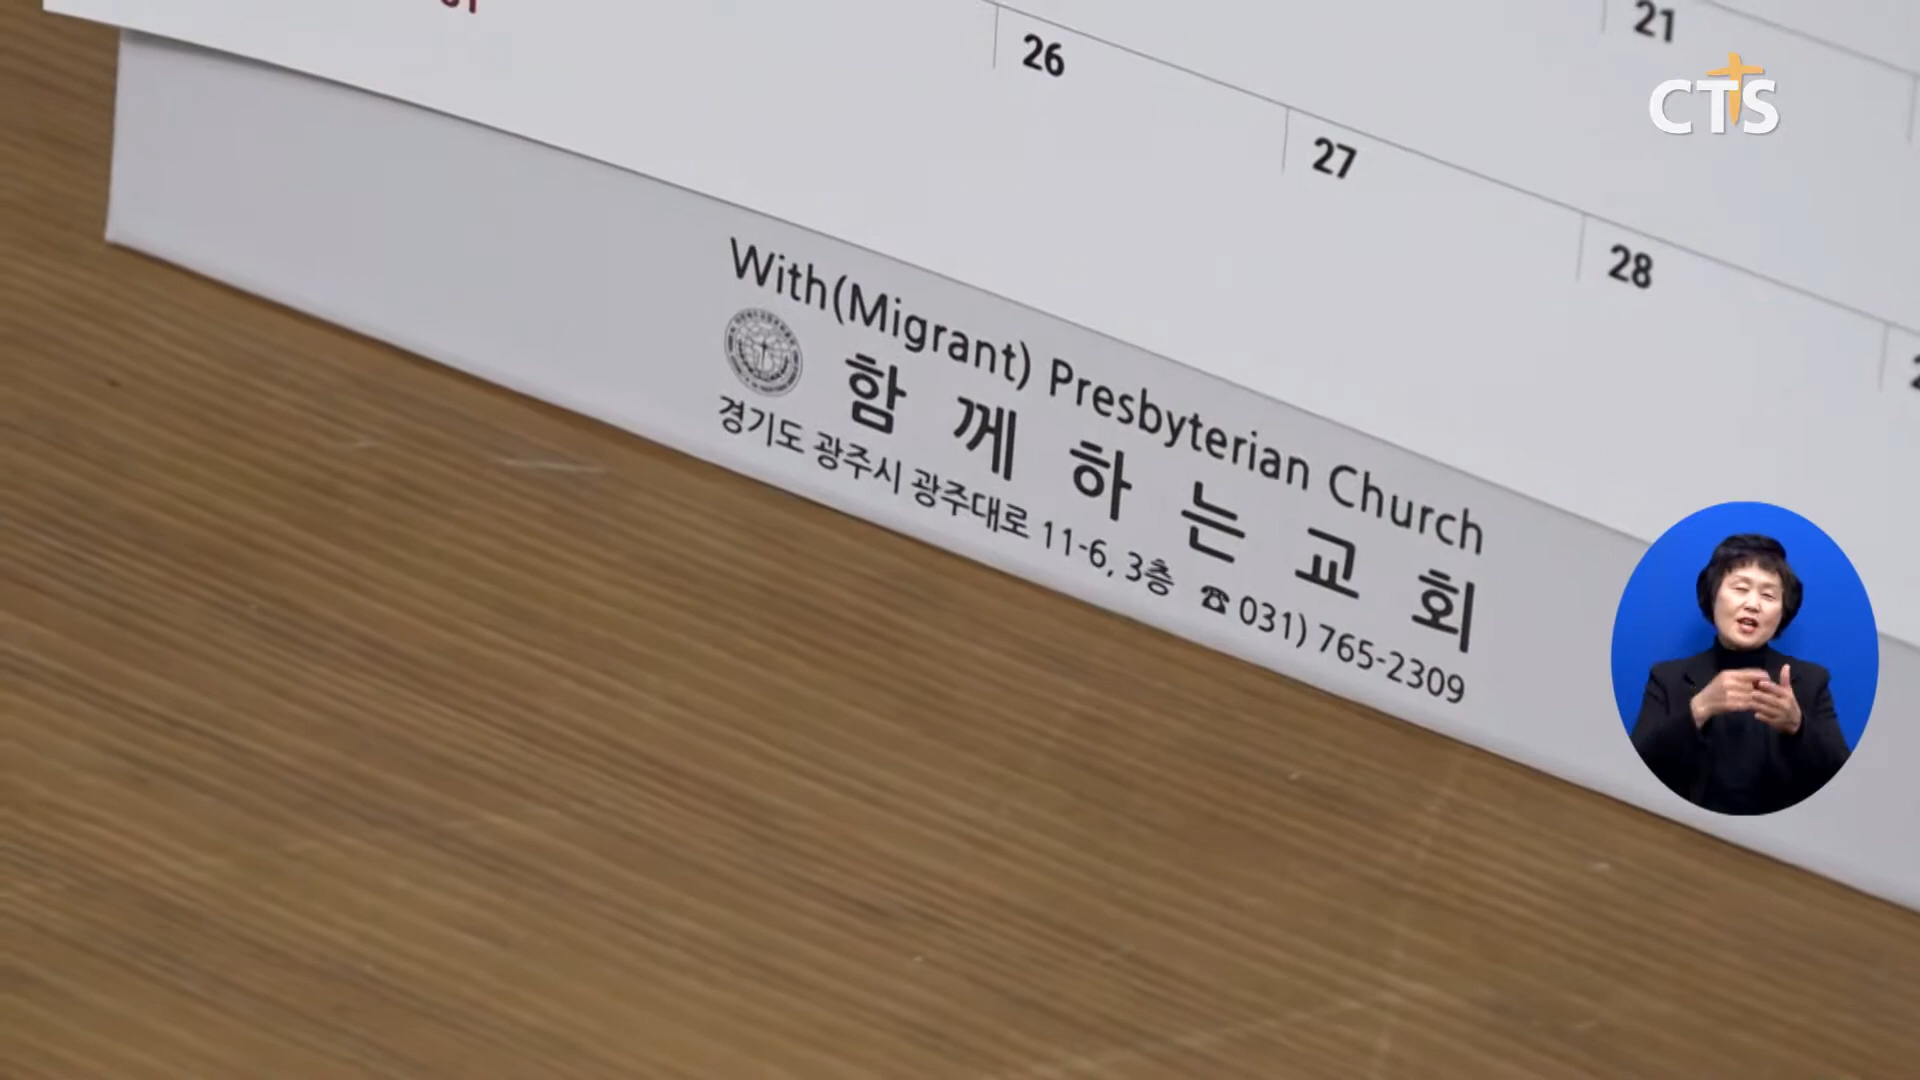 21
CTS
26
27
28
With(Migrant) Presbyterian Church
함께하는교회
경기도 광주시 광주대로 11-6, 3층 ☎ 031) 765-2309